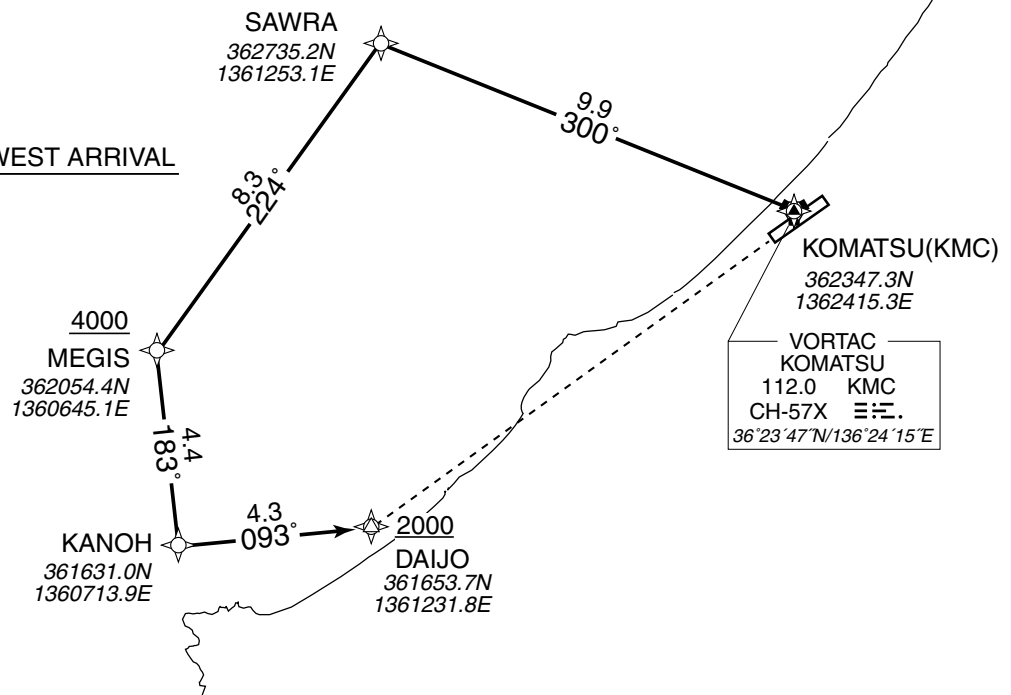 SAWRA
362735.2N
1361253.1E
9.9
300°
WEST ARRIVAL
8.3
224°
KOMATSU(KMC)
362347.3N
1362415.3E
4000
MEGIS
362054.4N
1360645.1E
VORTAC
KOMATSU
112.0 KMC
CH-57X
36°23′47″N/136°24′15″E
4.4
183°
4.3
093°
2000
KANOH
361631.0N
1360713.9E
DAIJO
361653.7N
1361231.8E